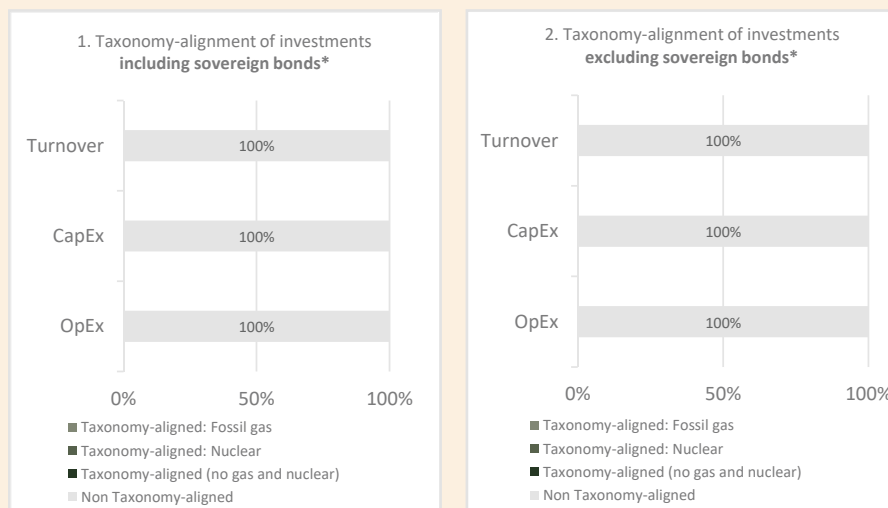 1. Taxonomy-alignment of investments
including sovereign bonds*
Turnover
100%
CapEx
100%
OpEx
100%
0%
50%
100%
Taxonomy-aligned: Fossil gas
Taxonomy-aligned: Nuclear
Taxonomy-aligned (no gas and nuclear)
Non Taxonomy-aligned
2. Taxonomy-alignment of investments
excluding sovereign bonds*
Turnover
100%
CapEx
100%
OpEx
100%
0%
50%
100%
Taxonomy-aligned: Fossil gas
Taxonomy-aligned: Nuclear
Taxonomy-aligned (no gas and nuclear)
Non Taxonomy-aligned